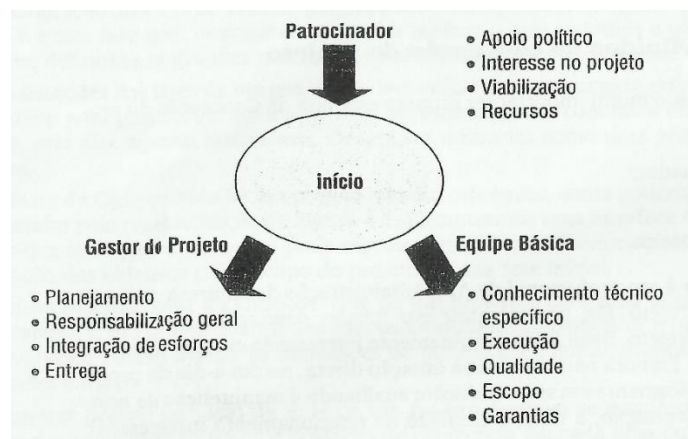 Patrocinador
• Apoio político
• Interesse no projeto
• Viabilização
• Recursos
início
Gestor do Projeto
• Planejamento
• Responsabilização geral
• Integração de esforços
• Entrega
Equipe Básica
• Conhecimento técnico
específico
• Execução
• Qualidade
• Escopo
• Garantias